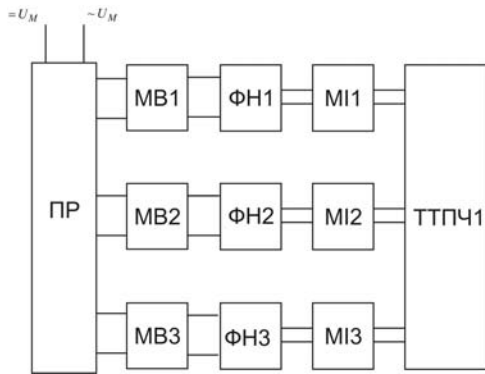 =U_M ~U_M
МВ1 ФН1 МІ1
ПР МВ2 ФН2 МІ2 ТТПЧ1
МВ3 ФН3 МІ3